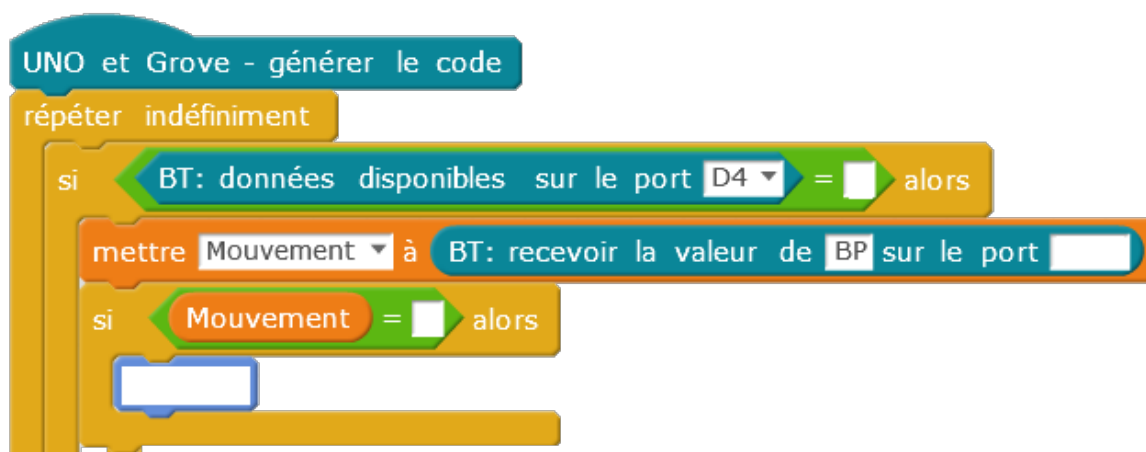 UNO et Grove - générer le code
répéter indéfiniment
si BT: données disponibles sur le port D4 = alors
mettre Mouvement à BT: recevoir la valeur de BP sur le port
si Mouvement = alors